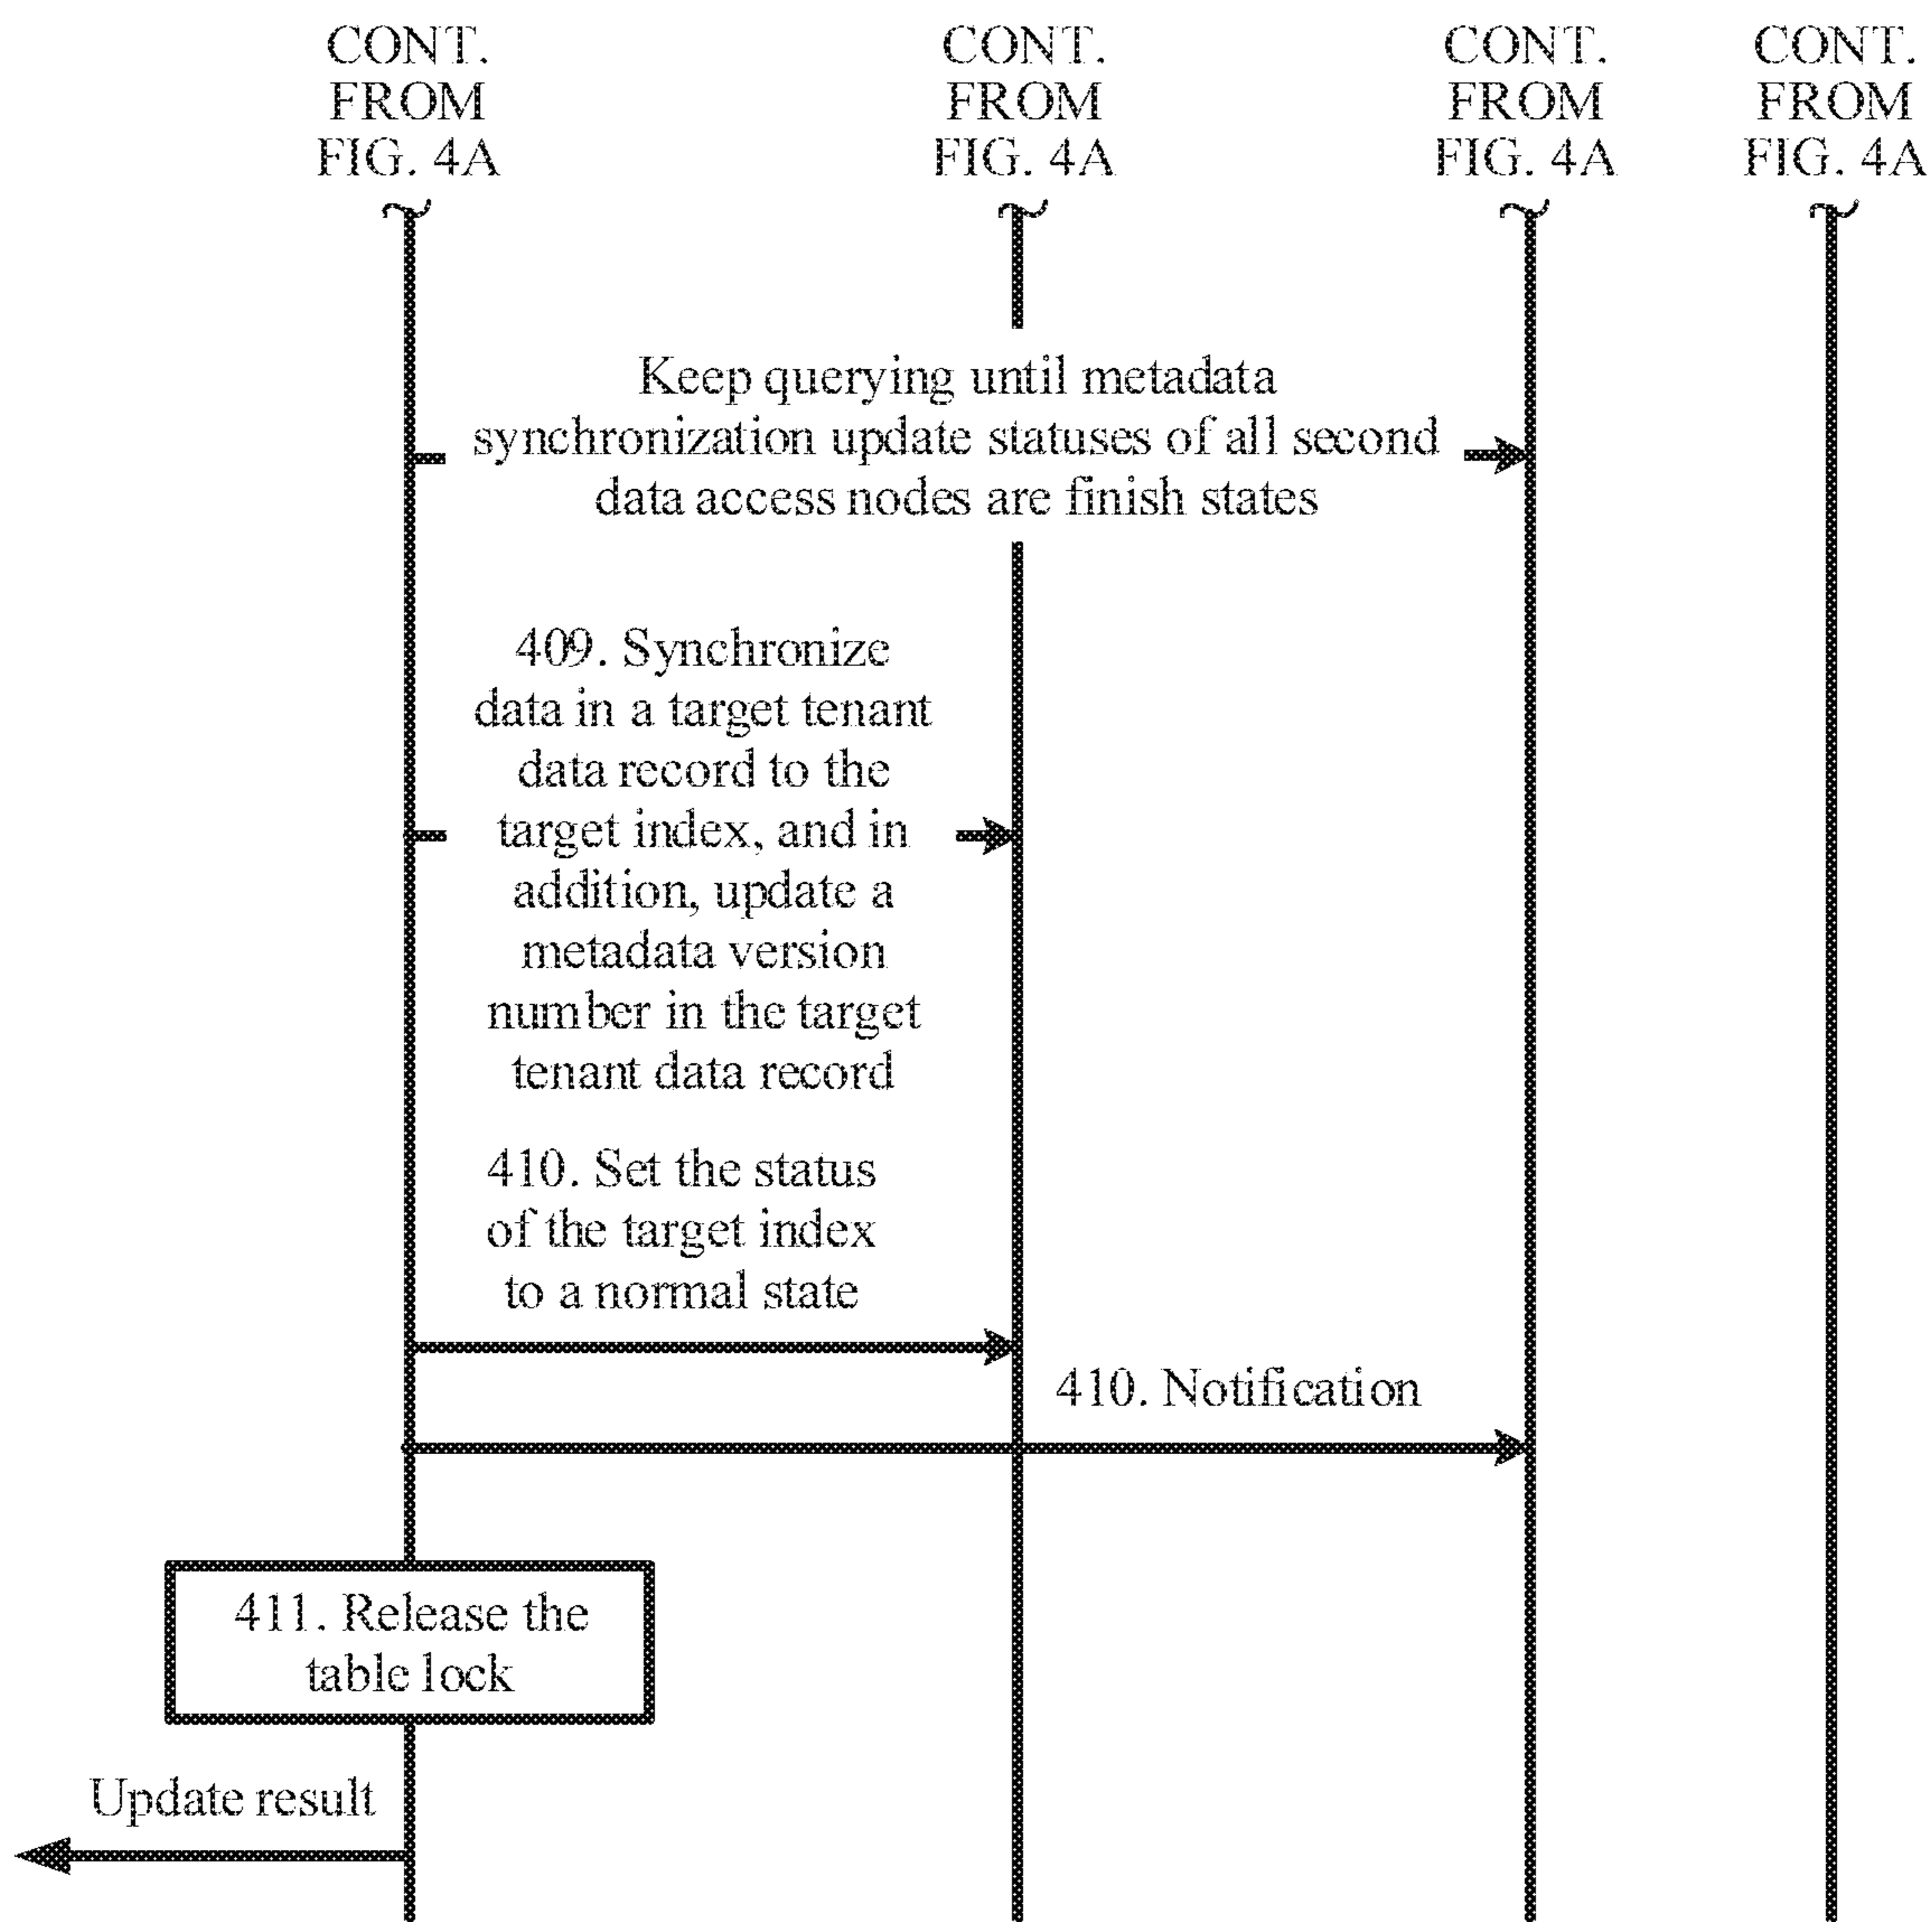 CONT.
FROM
FIG. 4A
CONT.
FROM
FIG. 4A
CONT.
FROM
FIG. 4A
CONT.
FROM
FIG. 4A
Keep querying until metadata
synchronization update statuses of all second
data access nodes are finish states
409. Synchronize
data in a target tenant
data record to the
target index, and in
addition, update a
metadata version
number in the target
tenant data record
410. Set the status
of the target index
to a normal state
410. Notification
411. Release the
table lock
Update result